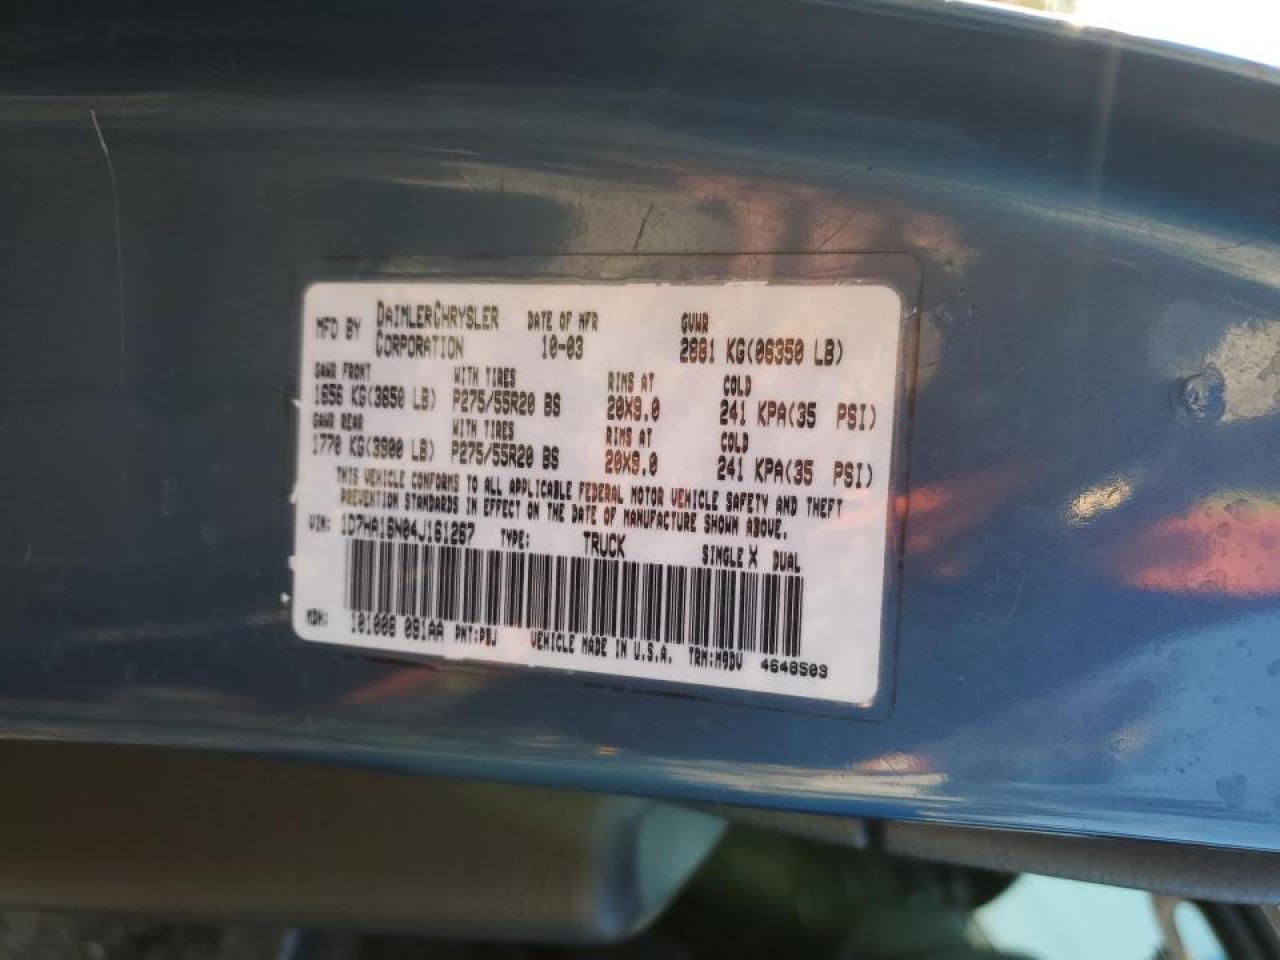 MFD BY DAIMLERCHRYSLER CORPORATION DATE OF MFR 10-03 GVWR 2881 KG(06350 LB)
GAWR FRONT WITH TIRES RIMS AT COLD
1656 KG(3650 LB) P275/55R20 BS 20X9.0 241 KPA(35 PSI)
GAWR REAR WITH TIRES RIMS AT COLD
1770 KG(3900 LB) P275/55R20 BS 20X9.0 241 KPA(35 PSI)
THIS VEHICLE CONFORMS TO ALL APPLICABLE FEDERAL MOTOR VEHICLE SAFETY AND THEFT
PREVENTION STANDARDS IN EFFECT ON THE DATE OF MANUFACTURE SHOWN ABOVE.
VIN: 1D7HA16N04J161267 TYPE: TRUCK SINGLE X DUAL
MDH: 101008 091AA PNT:PBJ VEHICLE MADE IN U.S.A. TRM:M9DV 4648509